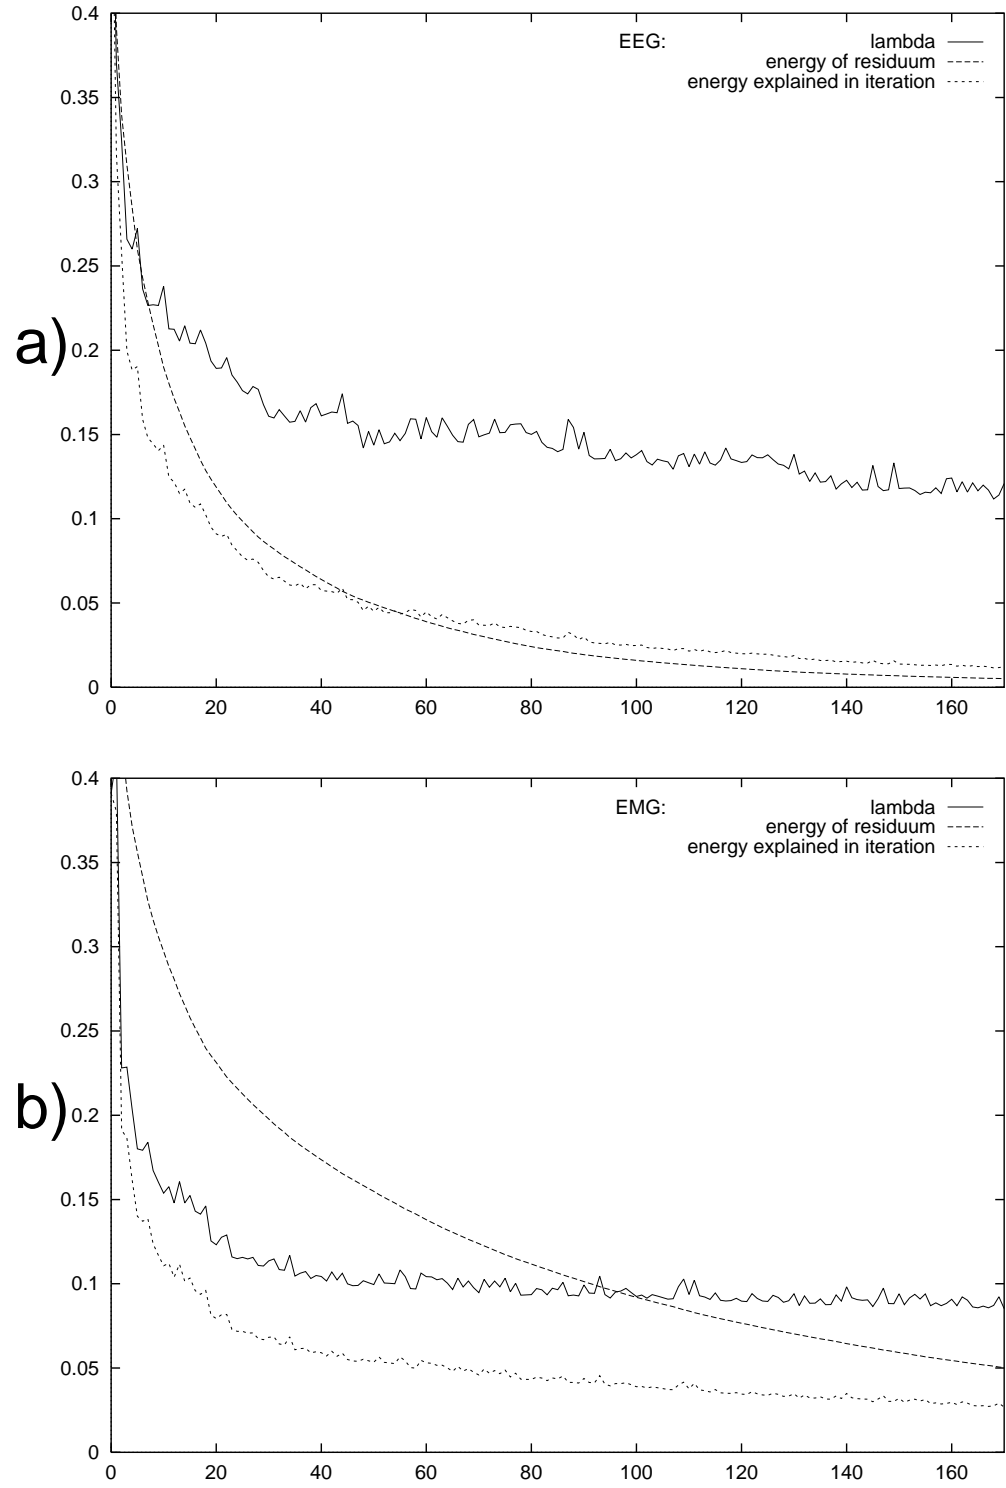 0.4
EEG: lambda
energy of residuum
energy explained in iteration
0.35
0.3
0.25
a)
0.2
0.15
0.1
0.05
0
0 20 40 60 80 100 120 140 160
0.4
EMG: lambda
energy of residuum
energy explained in iteration
0.35
0.3
0.25
b)
0.2
0.15
0.1
0.05
0
0 20 40 60 80 100 120 140 160